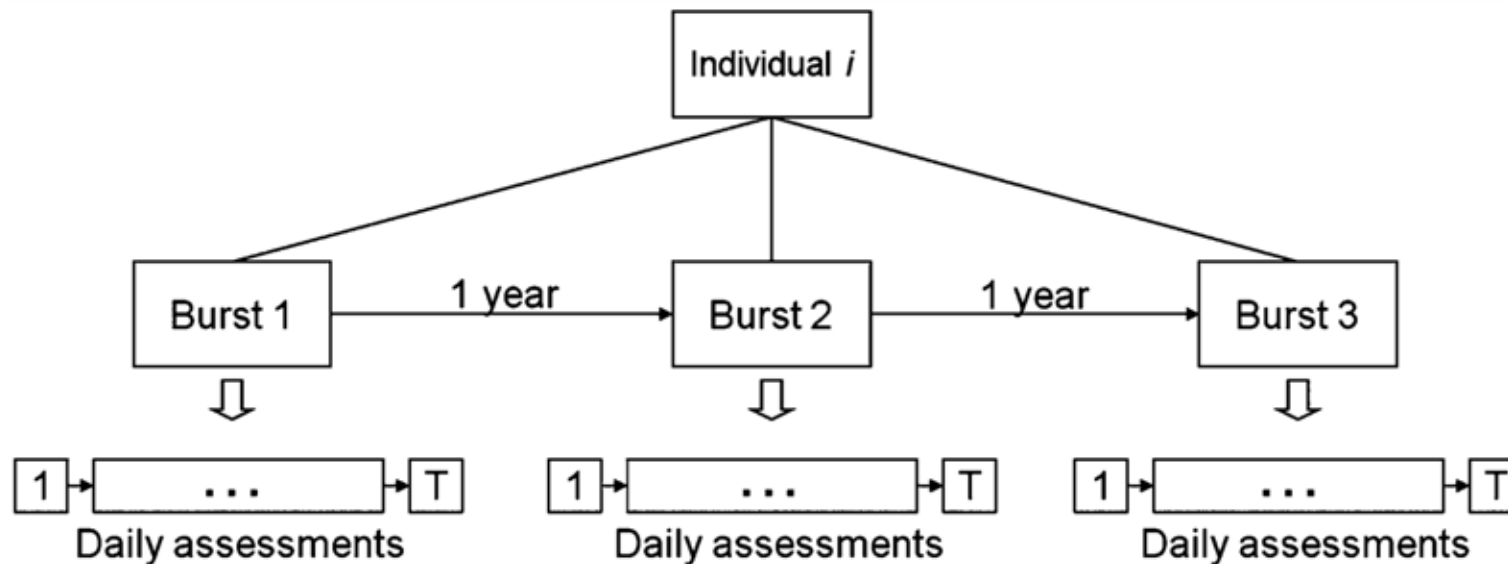 Individual i
1 year
1 year
Burst 1
Burst 2
Burst 3
1
...
T
1
...
T
1
...
T
Daily assessments
Daily assessments
Daily assessments